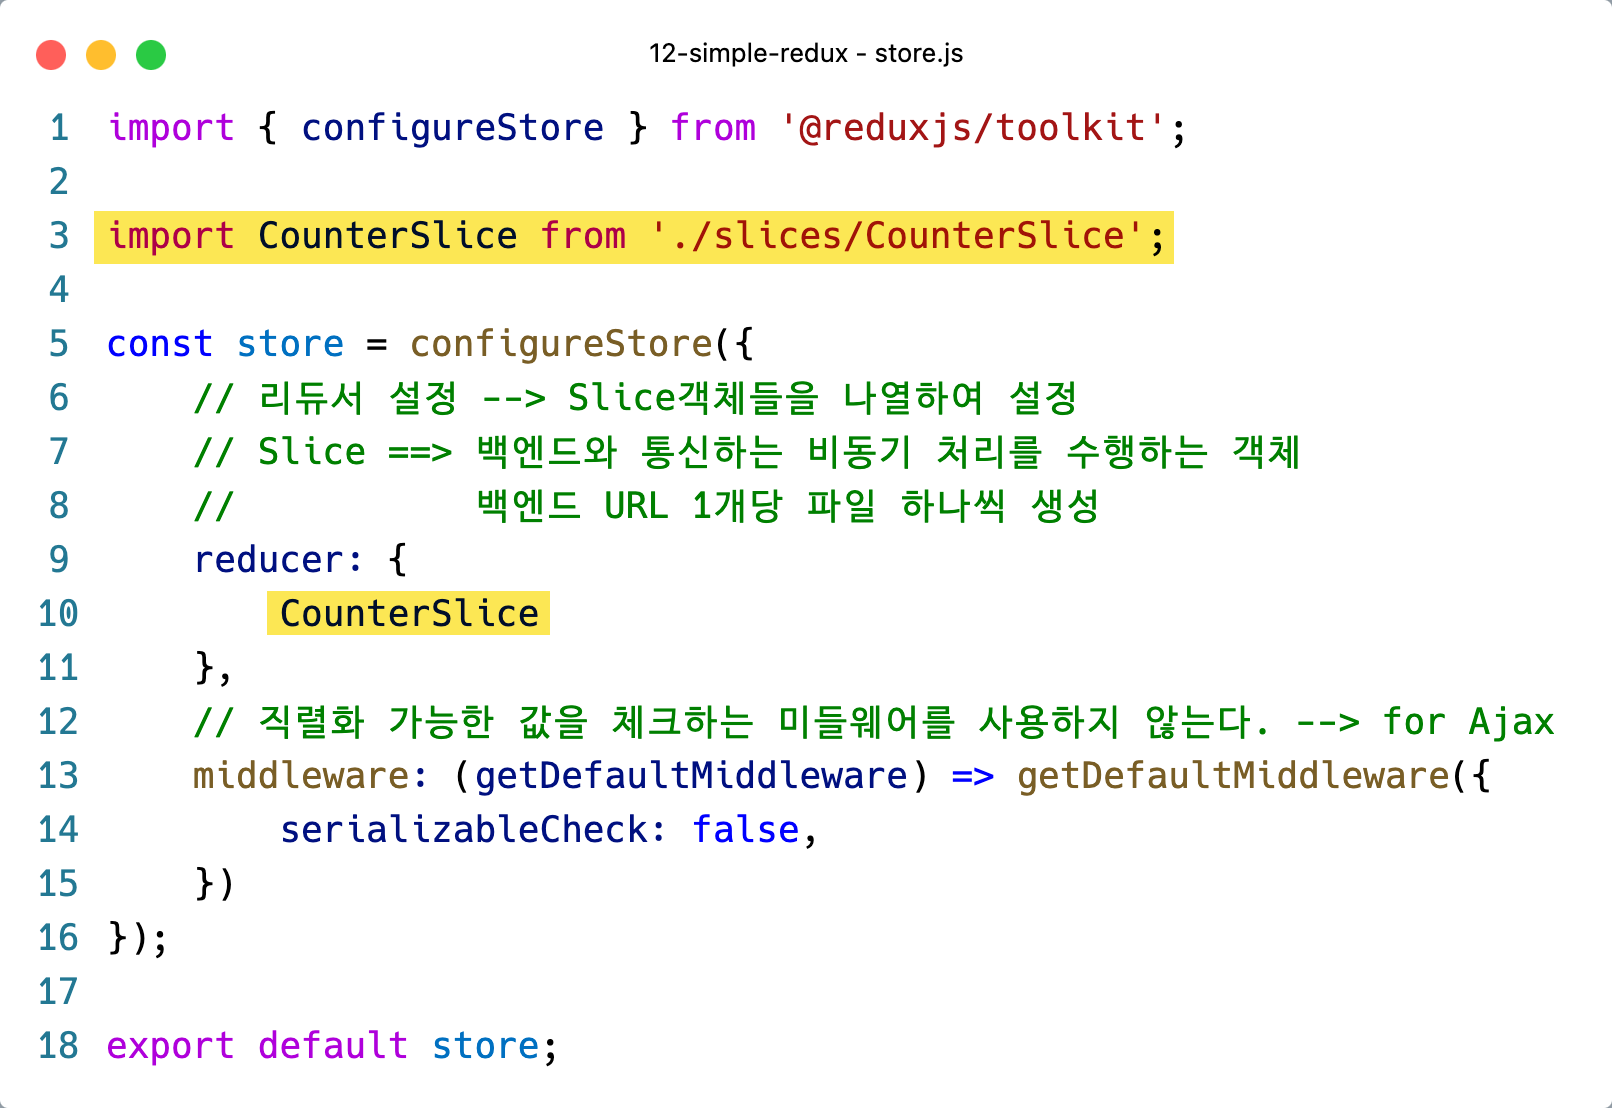 12-simple-redux - store.js
1 import { configureStore } from '@reduxjs/toolkit';
2
3 import CounterSlice from './slices/CounterSlice';
4
5 const store = configureStore({
6     // 리듀서 설정 --> Slice객체들을 나열하여 설정
7     // Slice ==> 백엔드와 통신하는 비동기 처리를 수행하는 객체
8     //           백엔드 URL 1개당 파일 하나씩 생성
9     reducer: {
10         CounterSlice
11     },
12     // 직렬화 가능한 값을 체크하는 미들웨어를 사용하지 않는다. --> for Ajax
13     middleware: (getDefaultMiddleware) => getDefaultMiddleware({
14         serializableCheck: false,
15     })
16 });
17
18 export default store;